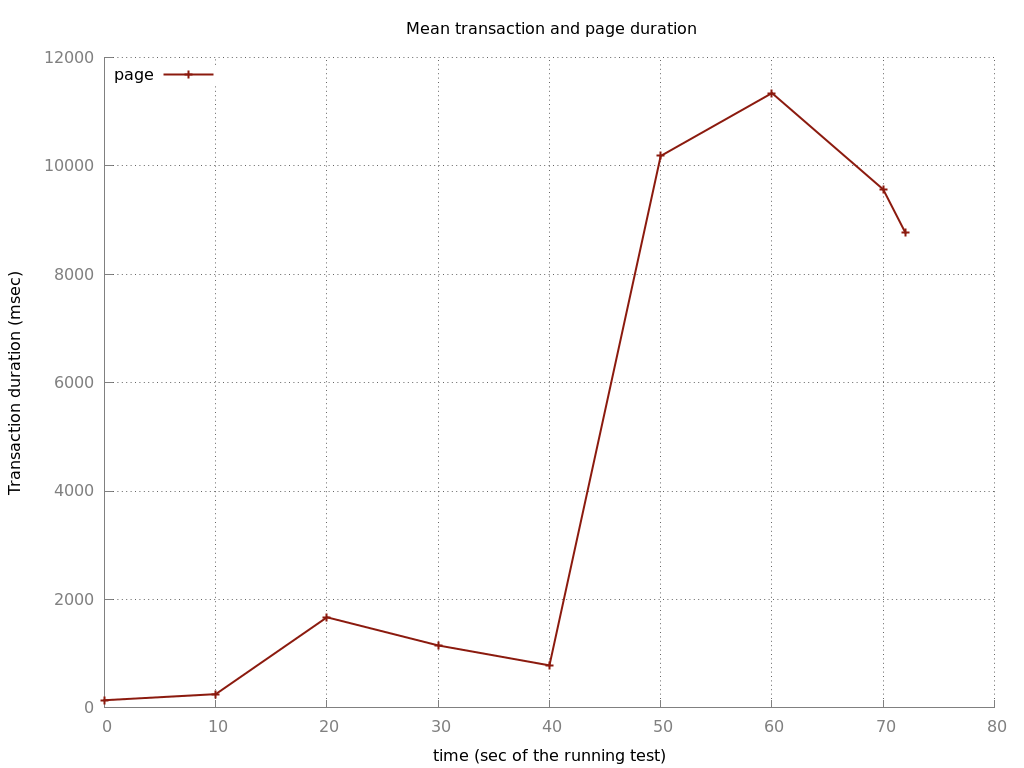 Mean transaction and page duration
12000
page
10000
8000
6000
4000
2000
0
Transaction duration (msec)
0 10 20 30 40 50 60 70 80
time (sec of the running test)